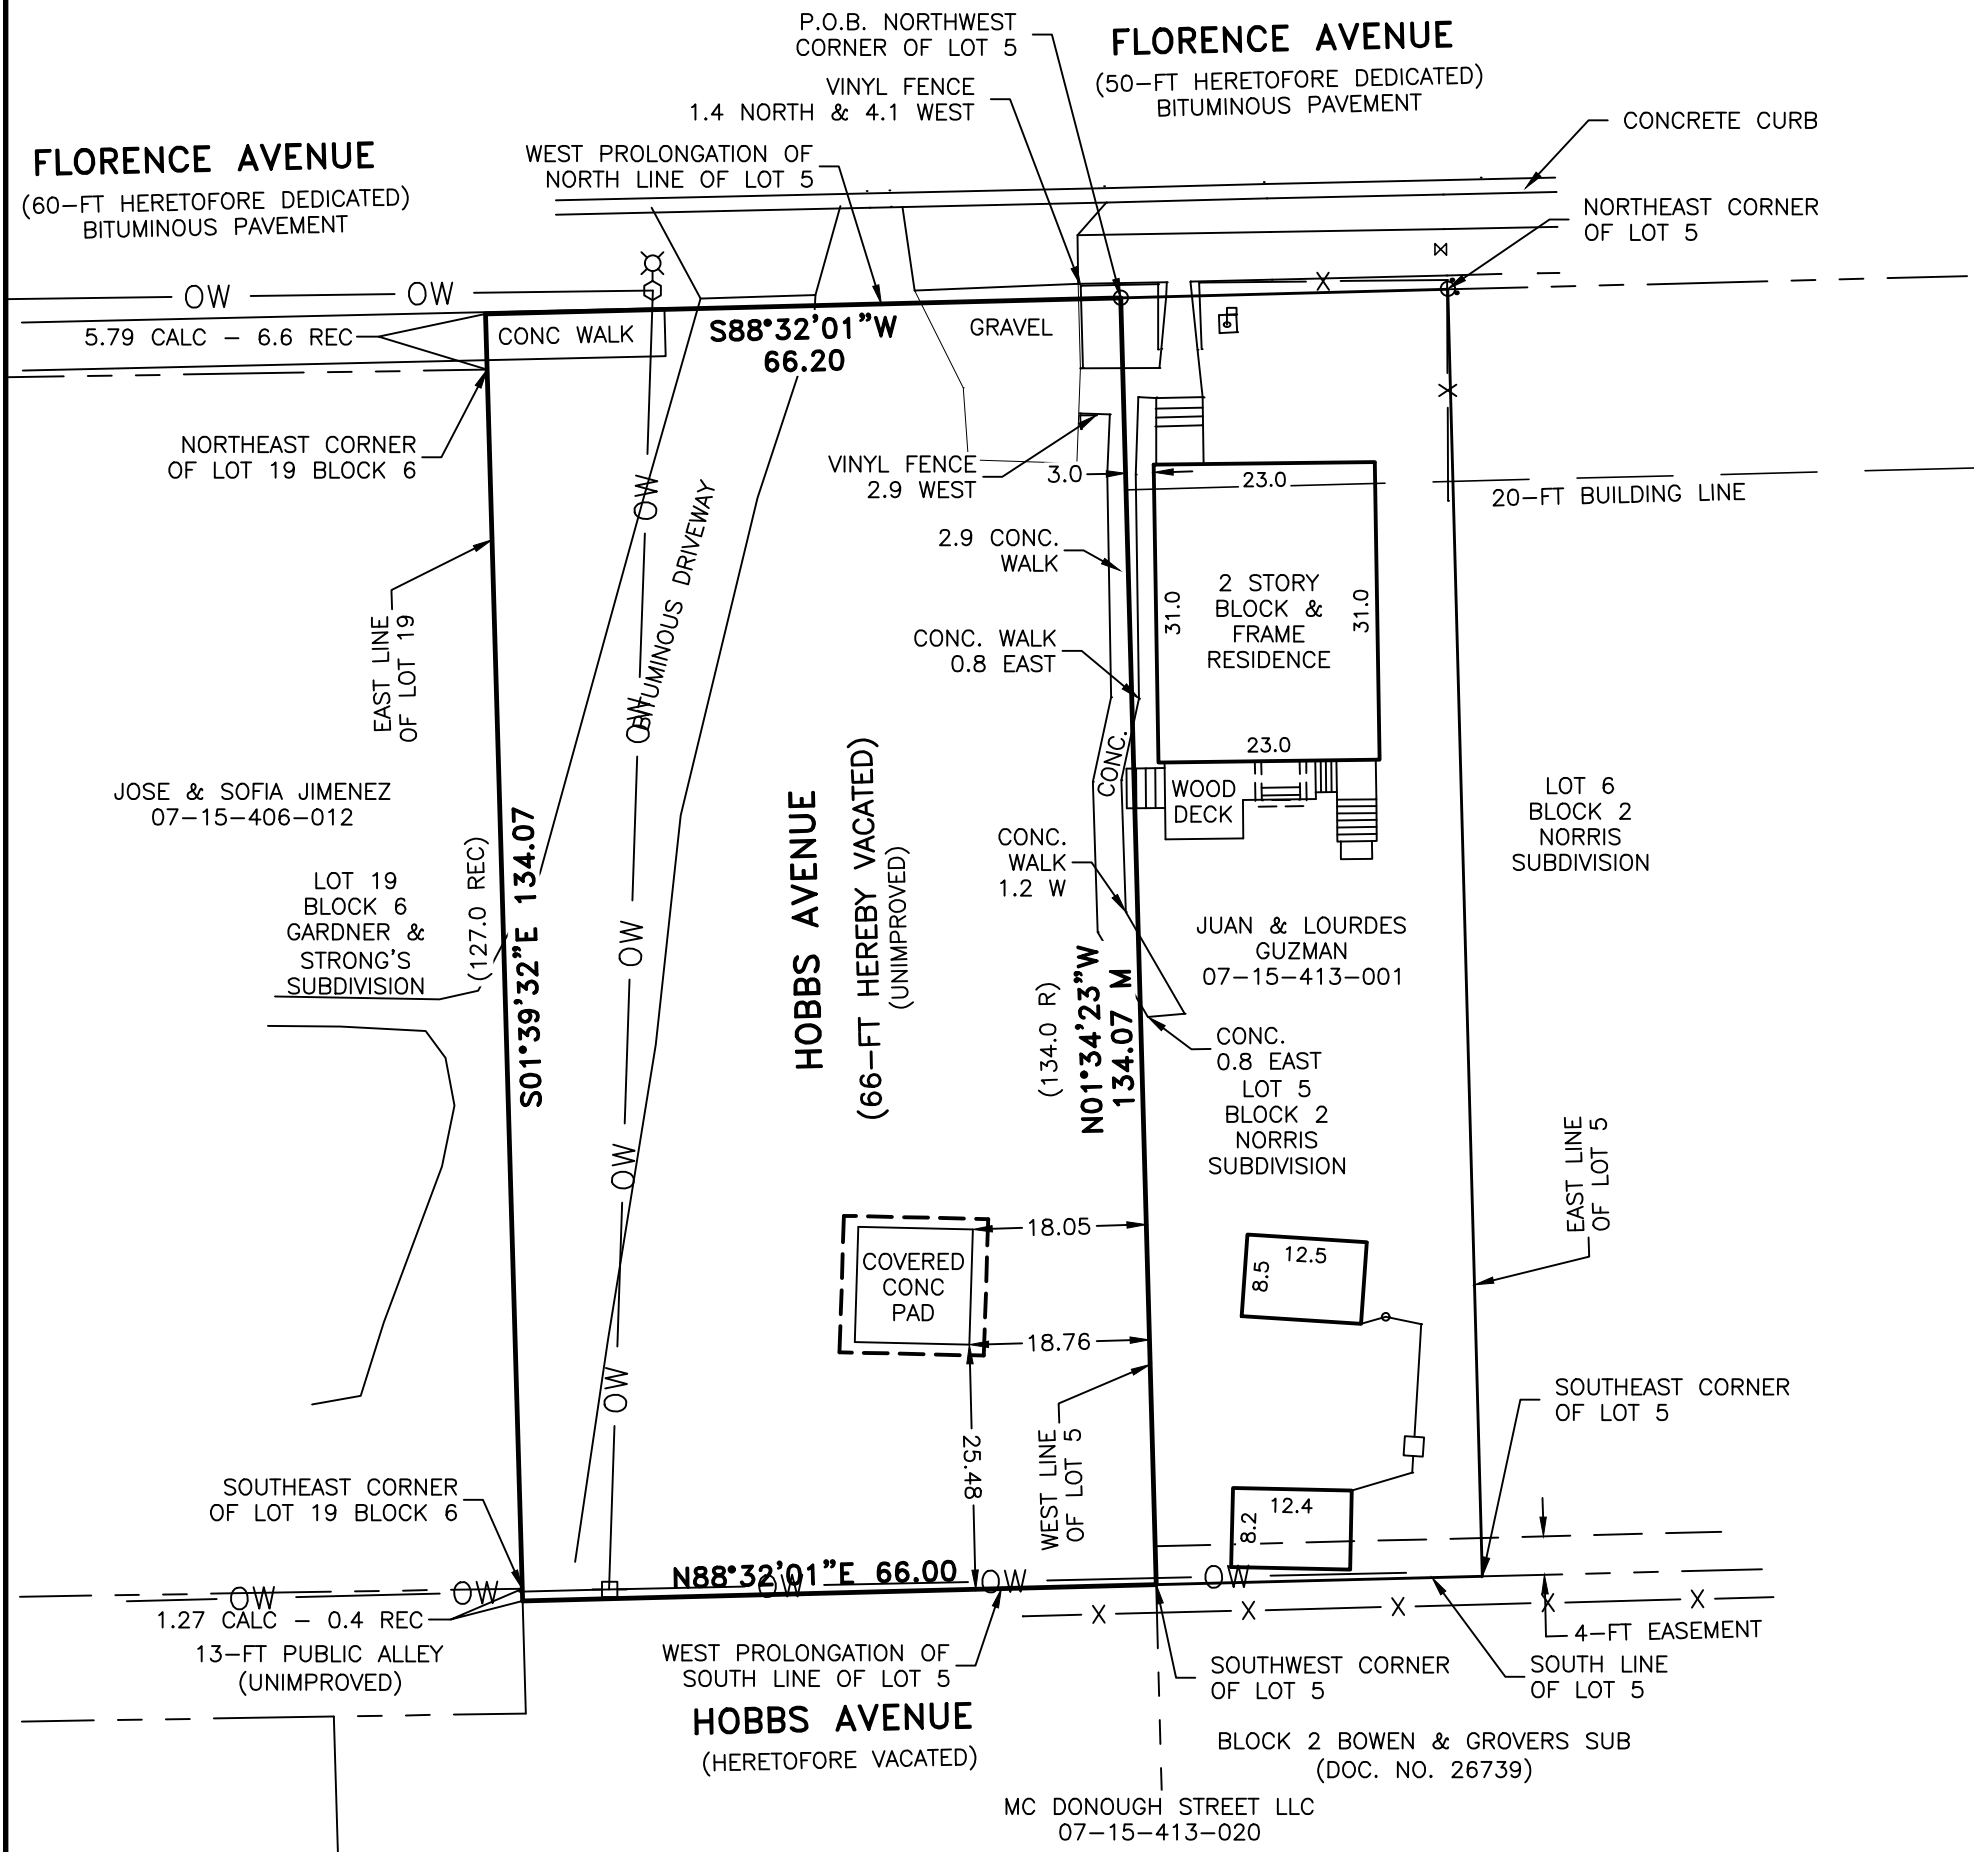 P.O.B. NORTHWEST
CORNER OF LOT 5
FLORENCE AVENUE
(50-FT HERETOFORE DEDICATED)
BITUMINOUS PAVEMENT
VINYL FENCE
1.4 NORTH & 4.1 WEST
CONCRETE CURB
FLORENCE AVENUE
(60-FT HERETOFORE DEDICATED)
BITUMINOUS PAVEMENT
WEST PROLONGATION OF
NORTH LINE OF LOT 5
NORTHEAST CORNER
OF LOT 5
OW
OW
X
5.79 CALC - 6.6 REC
CONC WALK
S88°32'01"W
66.20
GRAVEL
X
NORTHEAST CORNER
OF LOT 19 BLOCK 6
VINYL FENCE
2.9 WEST
3.0
23.0
20-FT BUILDING LINE
OW
BITUMINOUS DRIVEWAY
2.9 CONC.
WALK
2 STORY
BLOCK &
FRAME
RESIDENCE
31.0
31.0
EAST LINE
OF LOT 19
CONC. WALK
0.8 EAST
OW
23.0
CONC.
WOOD
DECK
JOSE & SOFIA JIMENEZ
07-15-406-012
LOT 6
BLOCK 2
NORRIS
SUBDIVISION
HOBBS AVENUE
(66-FT HEREBY VACATED)
(UNIMPROVED)
CONC.
WALK
1.2 W
LOT 19
BLOCK 6
GARDNER &
STRONG'S
SUBDIVISION
(127.0 REC)
S01°39'32"E 134.07
OW
JUAN & LOURDES
GUZMAN
07-15-413-001
(134.0 R)
N01°34'23"W
134.07 M
CONC.
0.8 EAST
LOT 5
BLOCK 2
NORRIS
SUBDIVISION
OW
EAST LINE
OF LOT 5
COVERED
CONC
PAD
18.05
18.76
8.5
12.5
OW
25.48
WEST LINE
OF LOT 5
SOUTHEAST CORNER
OF LOT 5
SOUTHEAST CORNER
OF LOT 19 BLOCK 6
8.2
12.4
N88°32'01"E 66.00
OW
OW
OW
OW
OW
X
X
X
X
X
1.27 CALC - 0.4 REC
13-FT PUBLIC ALLEY
(UNIMPROVED)
4-FT EASEMENT
WEST PROLONGATION OF
SOUTH LINE OF LOT 5
SOUTHWEST CORNER
OF LOT 5
SOUTH LINE
OF LOT 5
HOBBS AVENUE
(HERETOFORE VACATED)
BLOCK 2 BOWEN & GROVERS SUB
(DOC. NO. 26739)
MC DONOUGH STREET LLC
07-15-413-020